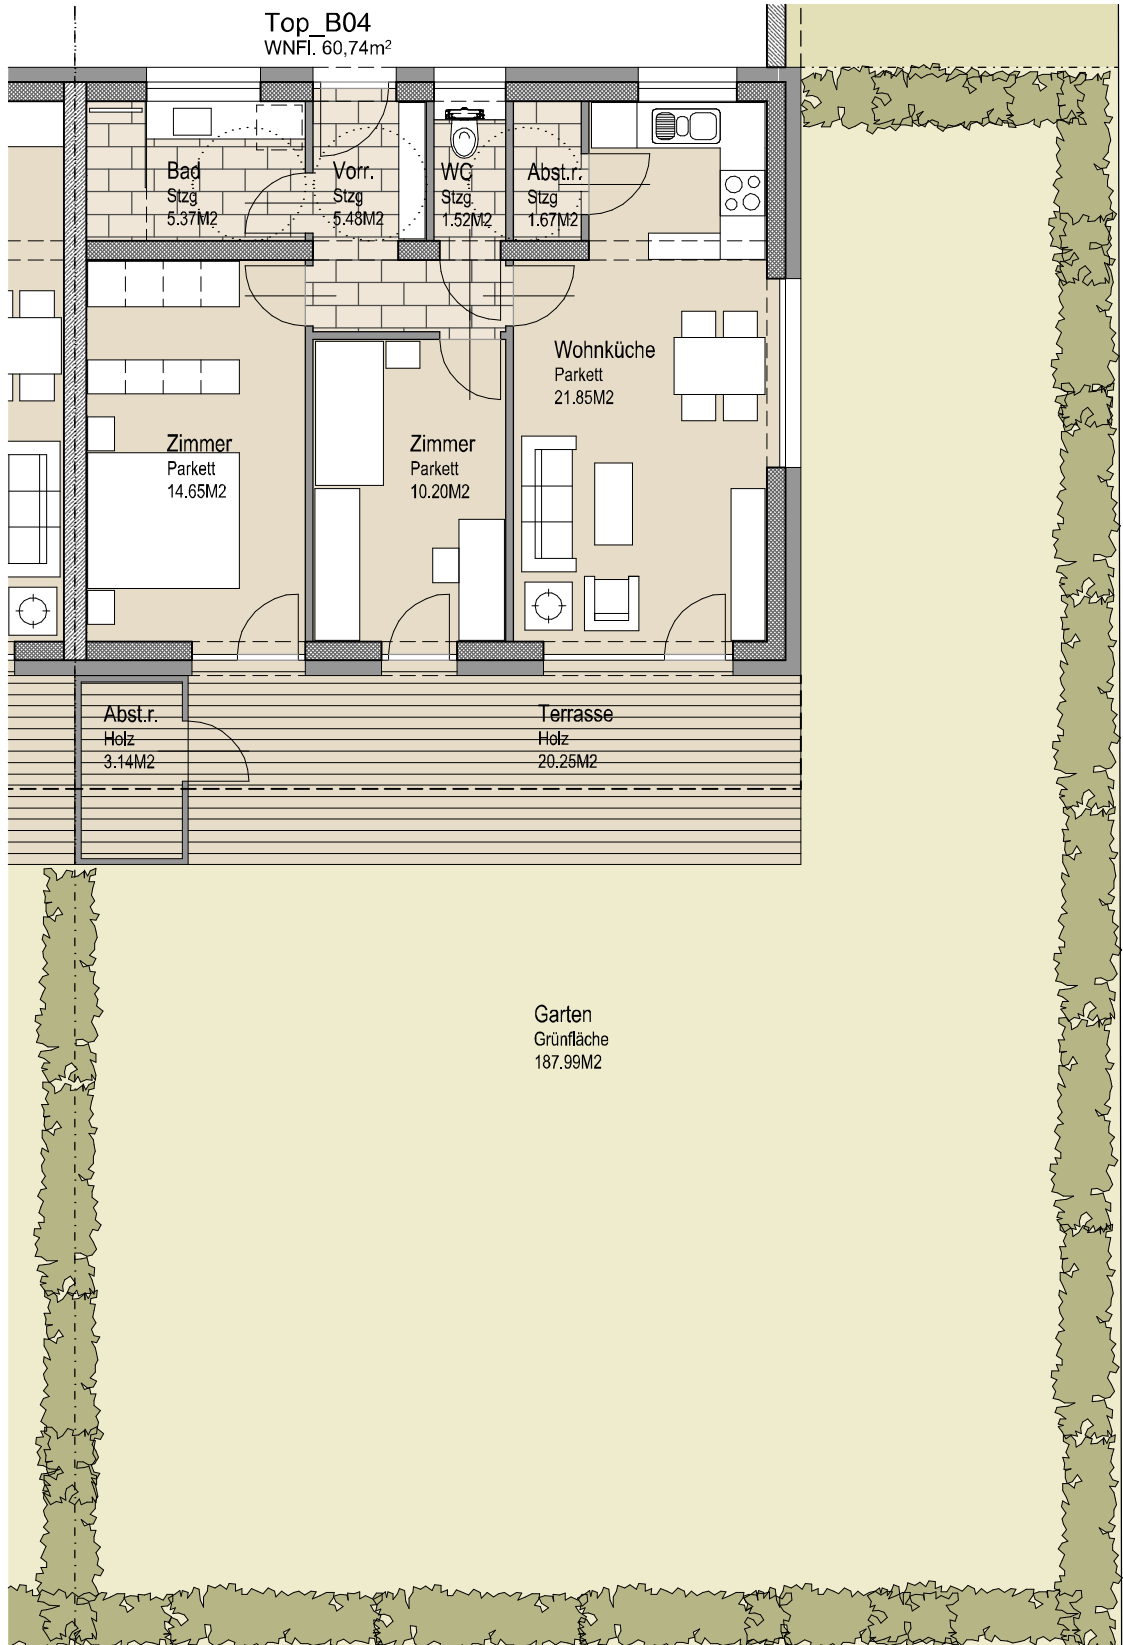 Top_B04
WNFl. 60,74m²
Bad
Stzg
5.37M2
Vorr.
Stzg
5.48M2
WC
Stzg
1.52M2
Abst.r.
Stzg
1.67M2
Wohnküche
Parkett
21.85M2
Zimmer
Parkett
14.65M2
Zimmer
Parkett
10.20M2
Abst.r.
Holz
3.14M2
Terrasse
Holz
20.25M2
Garten
Grünfläche
187.99M2